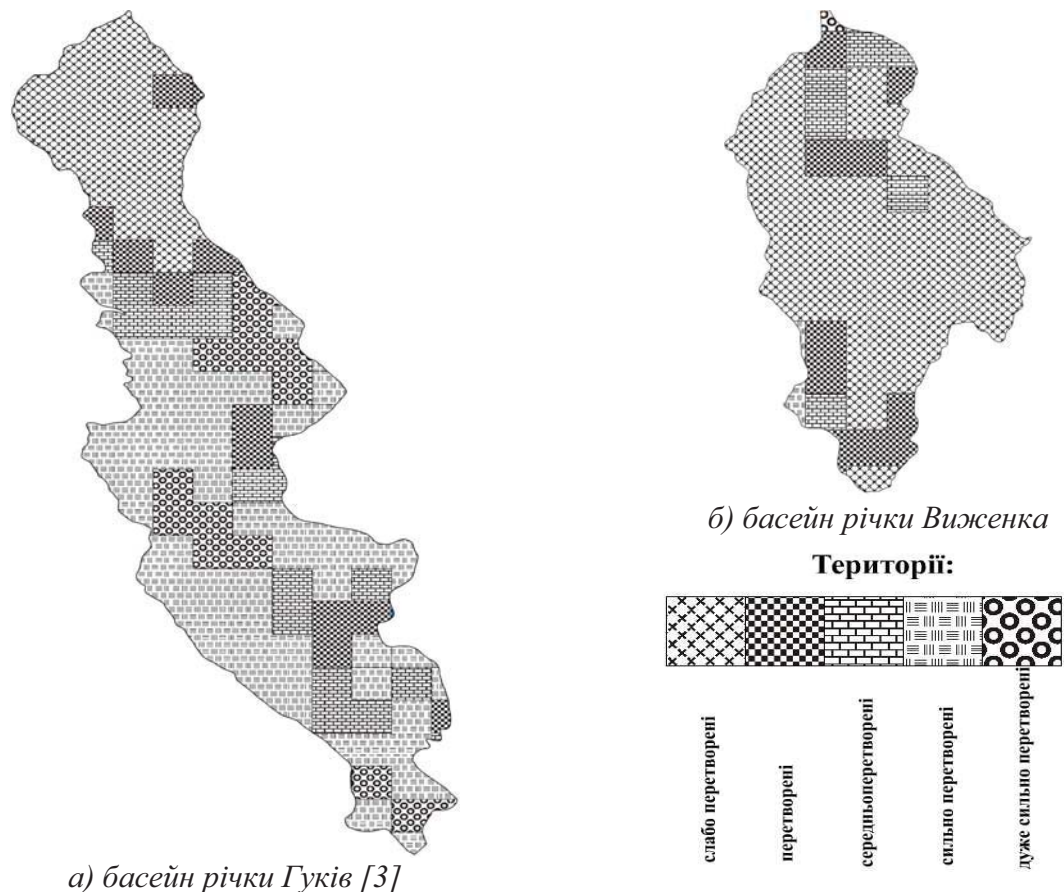 б) басейн річки Виженка
Території:
слабо перетворені
перетворені
середньоперетворені
сильно перетворені
дуже сильно перетворені
а) басейн річки Гуків [3]